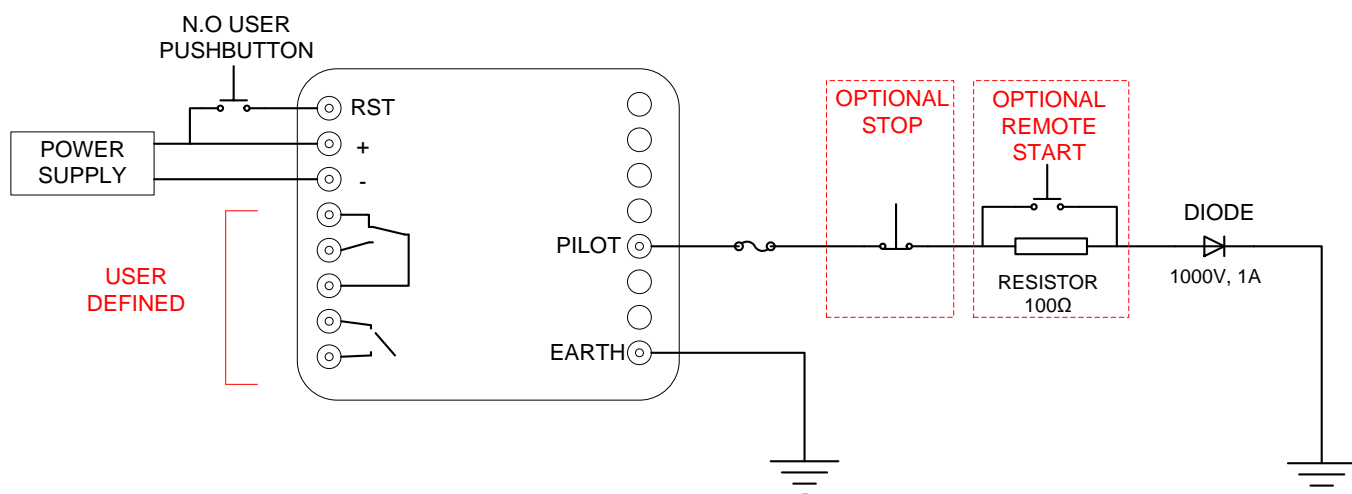 N.O USER
PUSHBUTTON
RST
+
-
POWER
SUPPLY
USER
DEFINED
PILOT
EARTH
OPTIONAL
STOP
OPTIONAL
REMOTE
START
RESISTOR
100Ω
DIODE
1000V, 1A